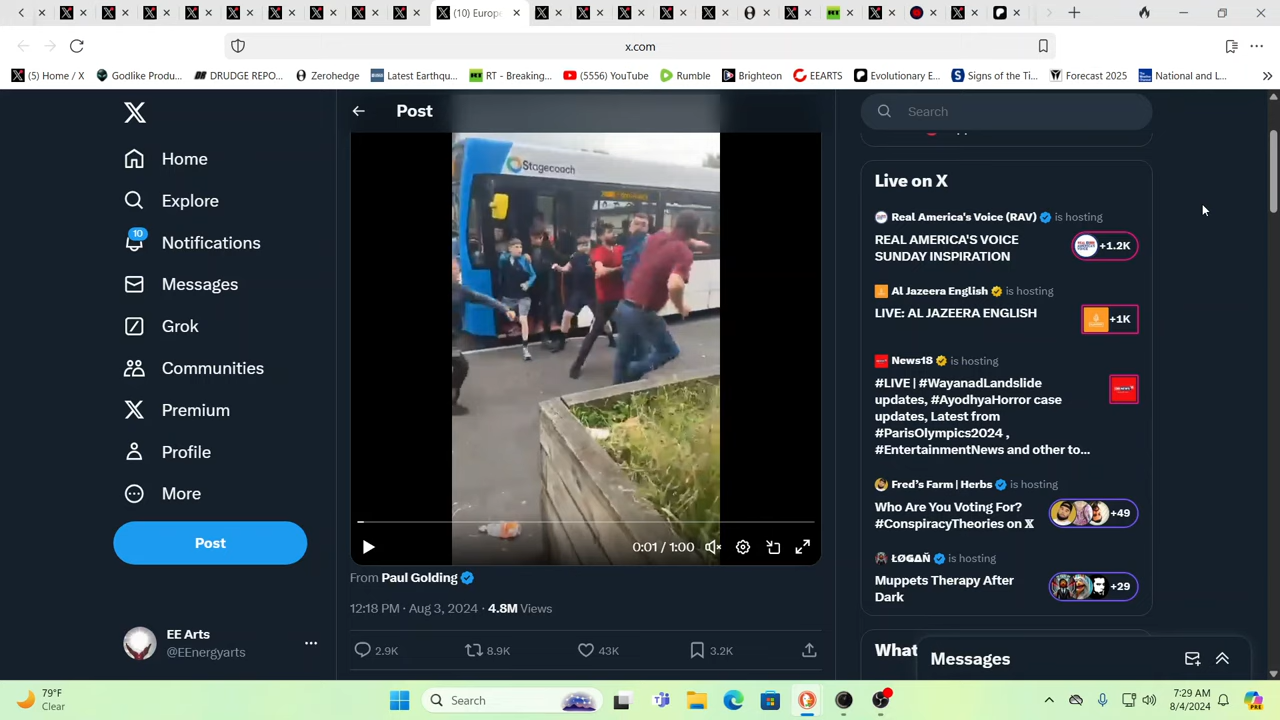 (10) Europe
x.com
(5) Home / X
Godlike Produ...
DRUDGE REPO...
Zerohedge
Latest Earthqu...
RT - Breaking...
(5556) YouTube
Rumble
Brighteon
EEARTS
Evolutionary E...
Signs of the Ti...
Forecast 2025
National and L...
Post
Search
Home
Explore
10
Notifications
Messages
Grok
Communities
Premium
Profile
More
Post
EE Arts
@EEnergyarts
Stagecoach
0:01 / 1:00
From Paul Golding
12:18 PM · Aug 3, 2024 · 4.8M Views
2.9K
8.9K
43K
3.2K
Live on X
Real America's Voice (RAV) is hosting
REAL AMERICA'S VOICE
SUNDAY INSPIRATION
+1.2K
Al Jazeera English is hosting
LIVE: AL JAZEERA ENGLISH
+1K
News18 is hosting
#LIVE | #WayanadLandslide
updates, #AyodhyaHorror case
updates, Latest from
#ParisOlympics2024 ,
#EntertainmentNews and other to...
Fred's Farm | Herbs is hosting
Who Are You Voting For?
#ConspiracyTheories on 𝕏
+49
ŁØGAÑ is hosting
Muppets Therapy After
Dark
+29
What
Messages
79°F
Clear
Search
7:29 AM
8/4/2024